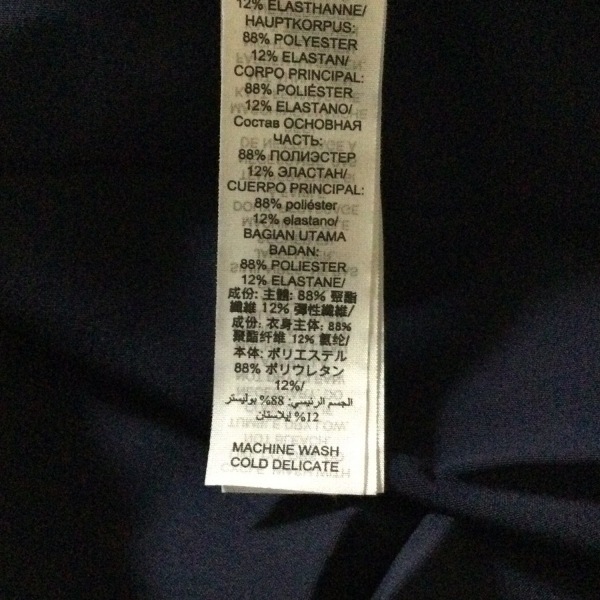 12% ELASTHANNE/
HAUPTKORPUS:
88% POLYESTER
12% ELASTAN/
CORPO PRINCIPAL:
88% POLIÉSTER
12% ELASTANO/
Состав ОСНОВНАЯ
ЧАСТЬ:
88% ПОЛИЭСТЕР
12% ЭЛАСТАН/
CUERPO PRINCIPAL:
88% poliéster
12% elastano/
BAGIAN UTAMA
BADAN:
88% POLIESTER
12% ELASTANE/
成份: 主體: 88% 聚酯
纖維 12% 彈性纖維/
成份: 衣身主体: 88%
聚酯纤维 12% 氨纶/
本体: ポリエステル
88% ポリウレタン
12%/
الجسم الرئيسي: 88% بوليستر
12% إيلاستان
MACHINE WASH
COLD DELICATE